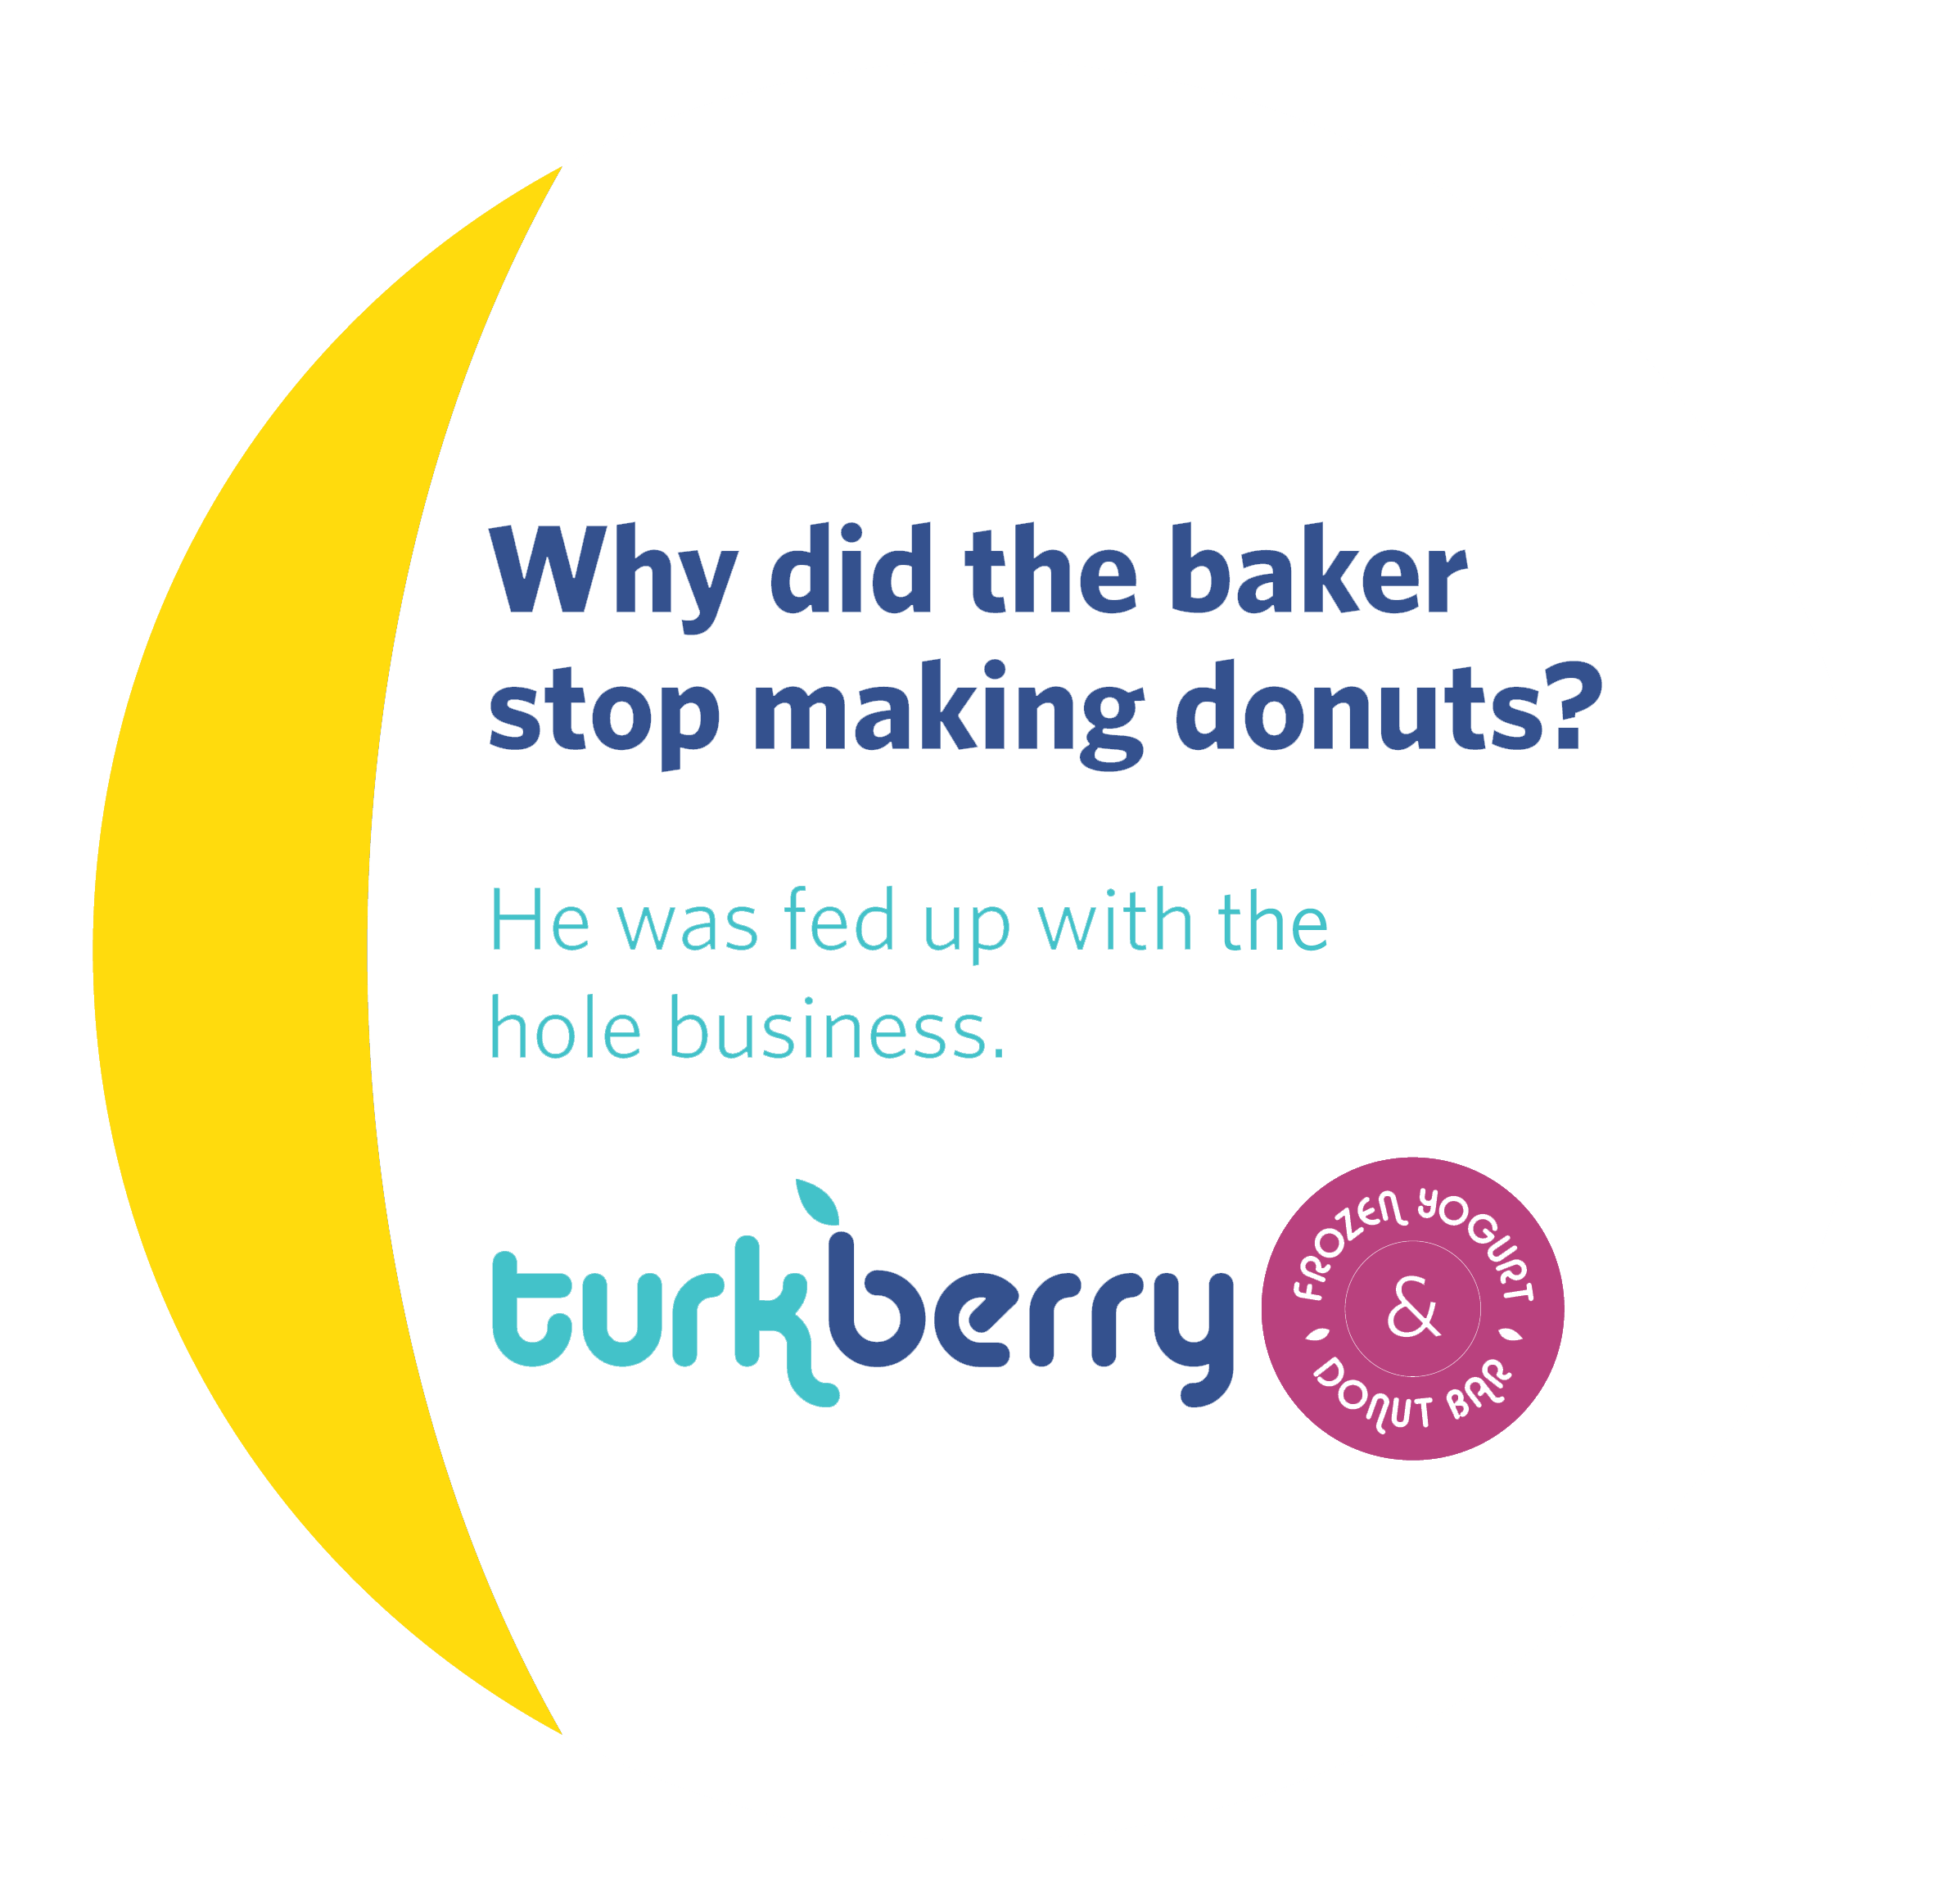 Why did the baker
stop making donuts?
He was fed up with the
hole business.
turkberry
FROZEN YOGURT
&
DONUT BAR